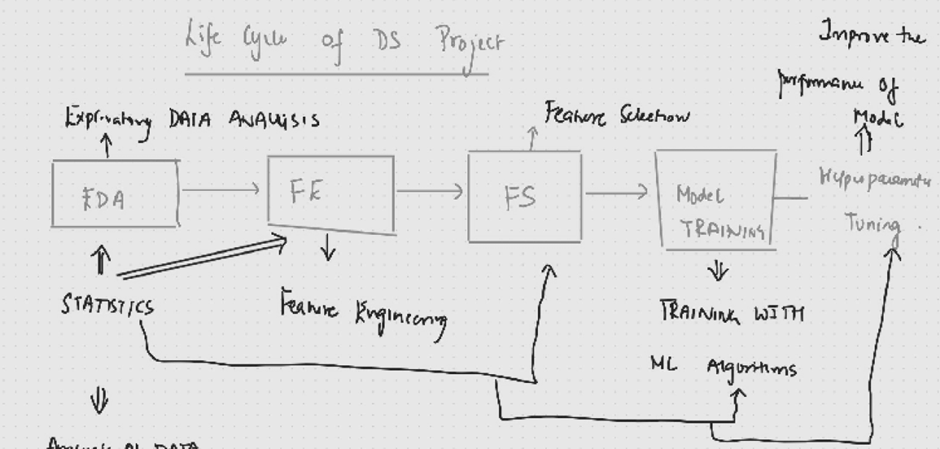 Life Cycle of DS Project
Improve the
performance of
Model
Exploratory DATA ANALYSIS
Feature Selection
EDA
FE
FS
Model
TRAINING
Hyperparameter
Tuning.
STATISTICS
Feature Engineering
TRAINING WITH
ML Algorithms
DATA